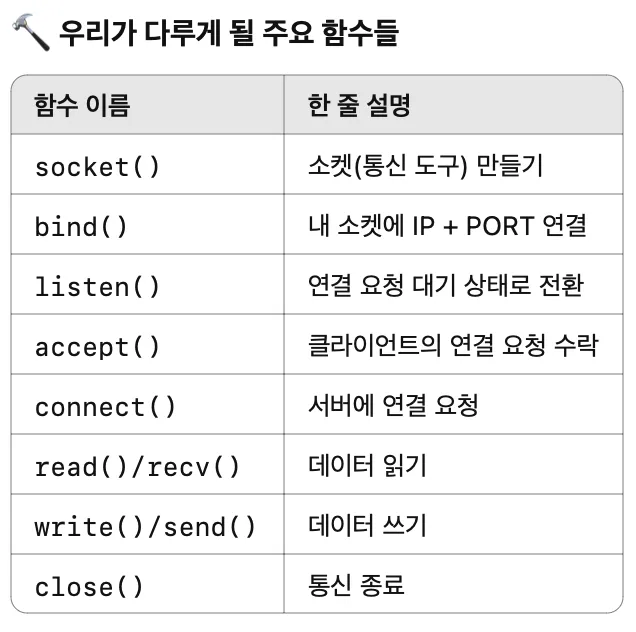 🔨 우리가 다루게 될 주요 함수들
함수 이름 한 줄 설명
socket() 소켓(통신 도구) 만들기
bind() 내 소켓에 IP + PORT 연결
listen() 연결 요청 대기 상태로 전환
accept() 클라이언트의 연결 요청 수락
connect() 서버에 연결 요청
read()/recv() 데이터 읽기
write()/send() 데이터 쓰기
close() 통신 종료